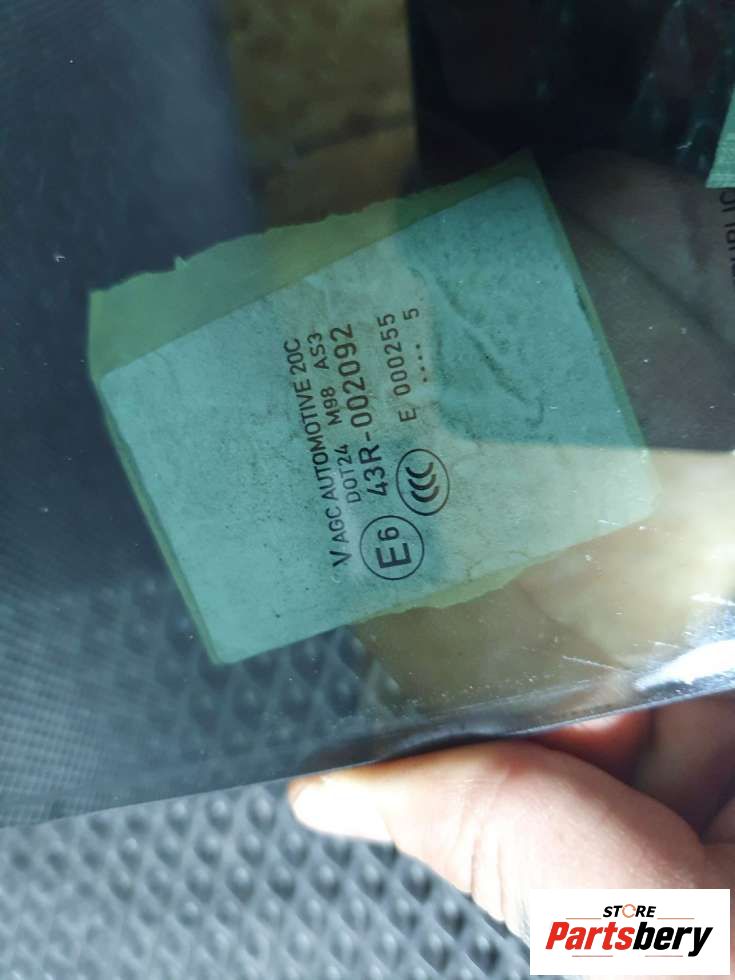 V AGC AUTOMOTIVE 20C
DOT24 M98 AS3
E6 43R-002092
CCC E 000255
.... 5
STORE
Partsbery